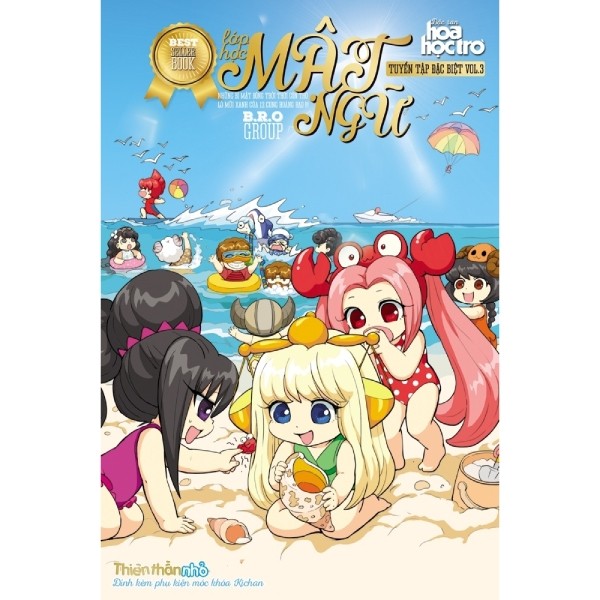 BEST
SELLER
BOOK
Đặc san
hoa
học trò
lớp
học
MẬT
NGỮ
TUYỂN TẬP ĐẶC BIỆT VOL.3
B.R.O
GROUP
Thiên thần nhỏ
Đính kèm phụ kiện móc khóa Kichan